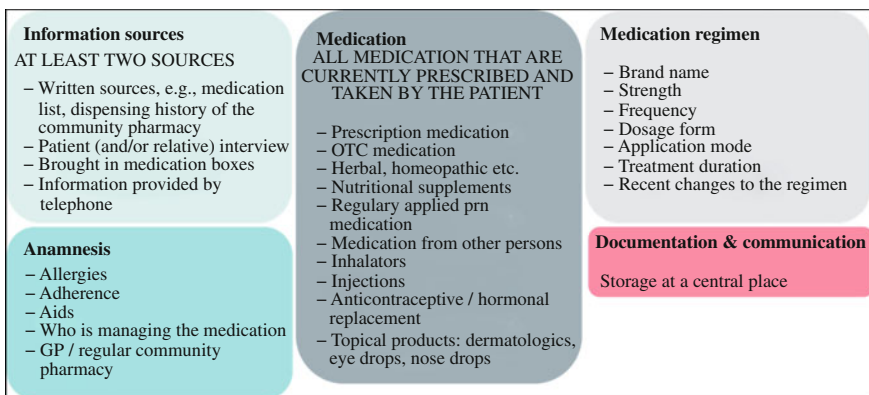 Information sources
AT LEAST TWO SOURCES
– Written sources, e.g., medication
list, dispensing history of the
community pharmacy
– Patient (and/or relative) interview
– Brought in medication boxes
– Information provided by
telephone
Anamnesis
– Allergies
– Adherence
– Aids
– Who is managing the medication
– GP / regular community
pharmacy
Medication
ALL MEDICATION THAT ARE
CURRENTLY PRESCRIBED AND
TAKEN BY THE PATIENT
– Prescription medication
– OTC medication
– Herbal, homeopathic etc.
– Nutritional supplements
– Regulary applied prn
medication
– Medication from other persons
– Inhalators
– Injections
– Anticontraceptive / hormonal
replacement
– Topical products: dermatologics,
eye drops, nose drops
Medication regimen
– Brand name
– Strength
– Frequency
– Dosage form
– Application mode
– Treatment duration
– Recent changes to the regimen
Documentation & communication
Storage at a central place